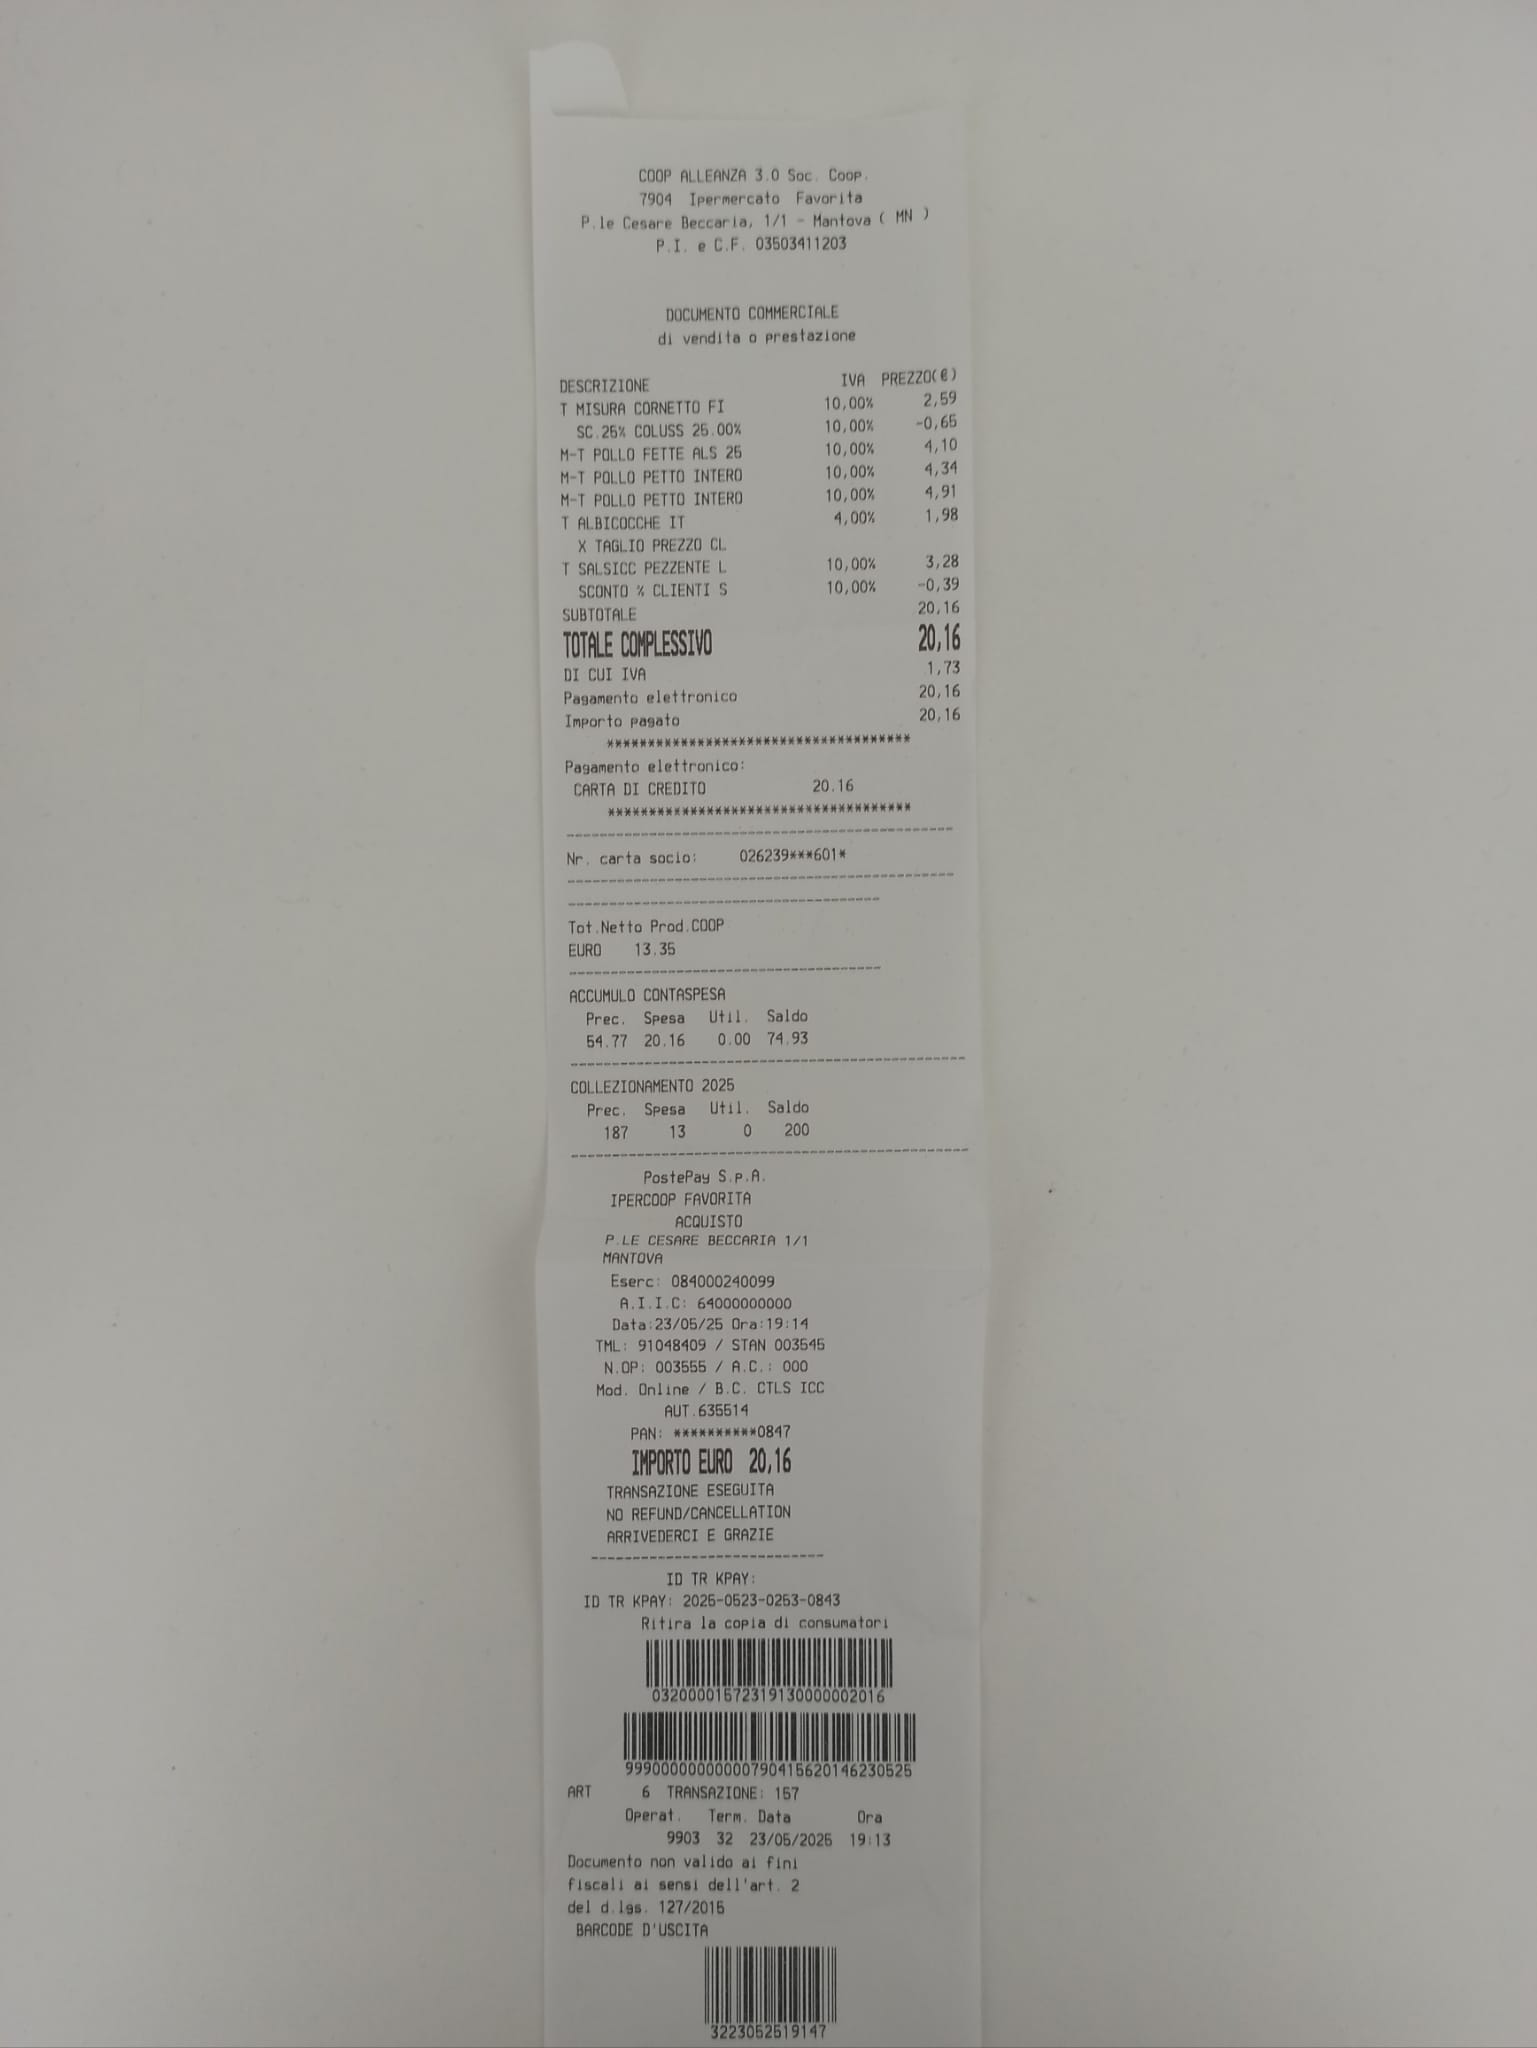 COOP ALLEANZA 3.0 Soc. Coop.
7904 Ipermercato Favorita
P.le Cesare Beccaria, 1/1 - Mantova ( MN )
P.I. e C.F. 03503411203
DOCUMENTO COMMERCIALE
di vendita o prestazione
DESCRIZIONE IVA PREZZO(€)
T MISURA CORNETTO FI 10,00% 2,59
SC.25% COLUSS 25.00% 10,00% -0,65
M-T POLLO FETTE ALS 25 10,00% 4,10
M-T POLLO PETTO INTERO 10,00% 4,34
M-T POLLO PETTO INTERO 10,00% 4,91
T ALBICOCCHE IT 4,00% 1,98
X TAGLIO PREZZO CL
T SALSICC PEZZENTE L 10,00% 3,28
SCONTO % CLIENTI S 10,00% -0,39
SUBTOTALE 20,16
TOTALE COMPLESSIVO 20,16
DI CUI IVA 1,73
Pagamento elettronico 20,16
Importo pagato 20,16
*************************************
Pagamento elettronico:
CARTA DI CREDITO 20.16
*************************************
-----------------------------------------------
Nr. carta socio: 026239***601*
-----------------------------------------------
--------------------------------------
Tot.Netto Prod.COOP
EURO 13.35
--------------------------------------
ACCUMULO CONTASPESA
Prec. Spesa Util. Saldo
54.77 20.16 0.00 74.93
------------------------------------------------
COLLEZIONAMENTO 2025
Prec. Spesa Util. Saldo
187 13 0 200
------------------------------------------------
PostePay S.p.A.
IPERCOOP FAVORITA
ACQUISTO
P.LE CESARE BECCARIA 1/1
MANTOVA
Eserc: 084000240099
A.I.I.C: 64000000000
Data:23/05/25 Ora:19:14
TML: 91048409 / STAN 003545
N.OP: 003555 / A.C.: 000
Mod. Online / B.C. CTLS ICC
AUT.635514
PAN: **********0847
IMPORTO EURO 20,16
TRANSAZIONE ESEGUITA
NO REFUND/CANCELLATION
ARRIVEDERCI E GRAZIE
----------------------------
ID TR KPAY:
ID TR KPAY: 2025-0523-0253-0843
Ritira la copia di consumatori
03200001572319130000002016
9990000000000079041562014​6230525
ART 6 TRANSAZIONE: 157
Operat. Term. Data Ora
9903 32 23/05/2025 19:13
Documento non valido ai fini
fiscali ai sensi dell'art. 2
del d.lgs. 127/2015
BARCODE D'USCITA
3223052519147